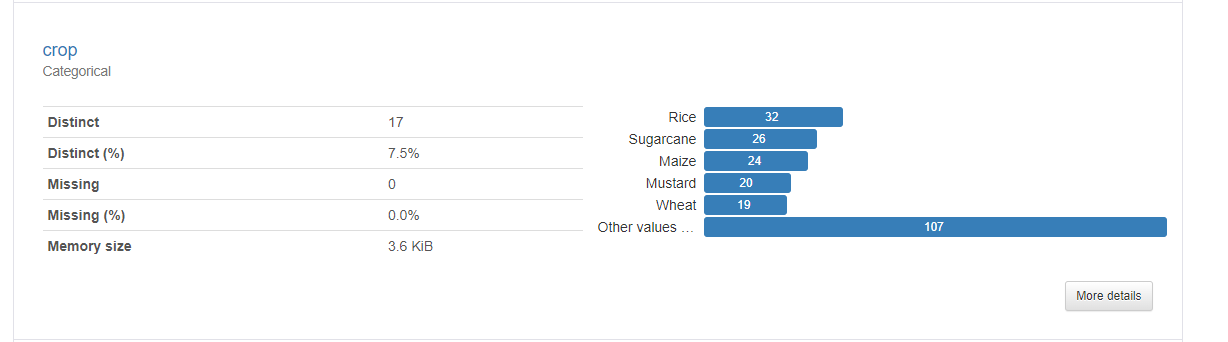 crop
Categorical
Distinct 17
Distinct (%) 7.5%
Missing 0
Missing (%) 0.0%
Memory size 3.6 KiB
Rice 32
Sugarcane 26
Maize 24
Mustard 20
Wheat 19
Other values ... 107
More details